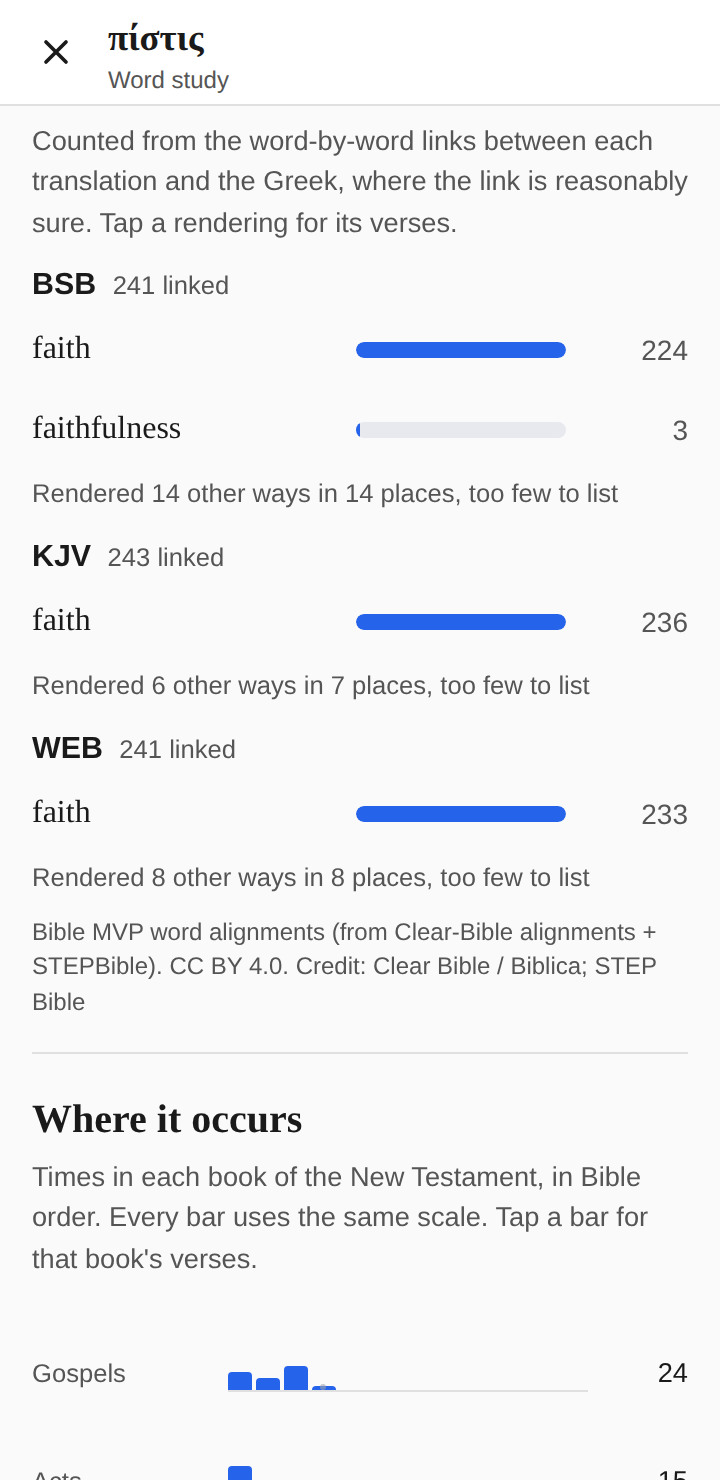 πίστις
Word study
Counted from the word-by-word links between each
translation and the Greek, where the link is reasonably
sure. Tap a rendering for its verses.
BSB 241 linked
faith 224
faithfulness 3
Rendered 14 other ways in 14 places, too few to list
KJV 243 linked
faith 236
Rendered 6 other ways in 7 places, too few to list
WEB 241 linked
faith 233
Rendered 8 other ways in 8 places, too few to list
Bible MVP word alignments (from Clear-Bible alignments +
STEPBible). CC BY 4.0. Credit: Clear Bible / Biblica; STEP
Bible
Where it occurs
Times in each book of the New Testament, in Bible
order. Every bar uses the same scale. Tap a bar for
that book's verses.
Gospels 24
Acts 15